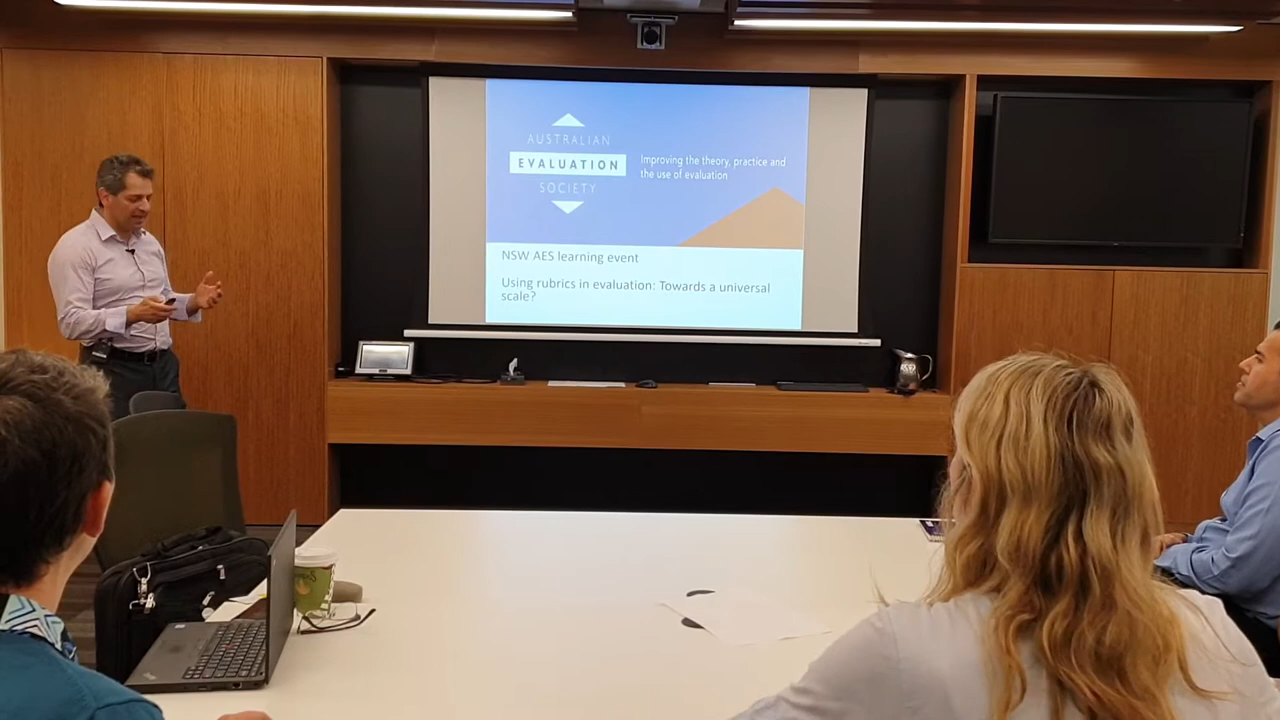 AUSTRALIAN
EVALUATION
SOCIETY
Improving the theory, practice and
the use of evaluation
NSW AES learning event
Using rubrics in evaluation: Towards a universal
scale?